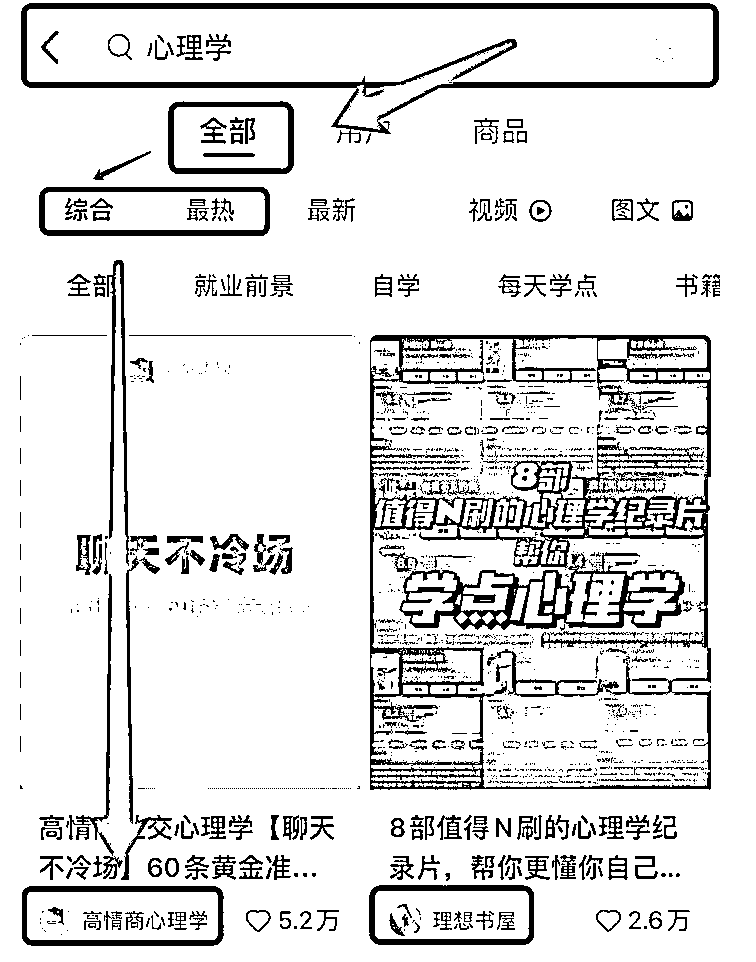 心理学
全部 用户 商品
综合 最热 最新 视频 图文
全部 就业前景 自学 每天学点 书籍
聊天不冷场
8部
值得N刷的心理学纪录片
帮你
学点心理学
高情 交心理学【聊天
不冷场】60条黄金准...
8部值得N刷的心理学纪
录片，帮你更懂你自己...
高情商心理学 5.2万
理想书屋 2.6万